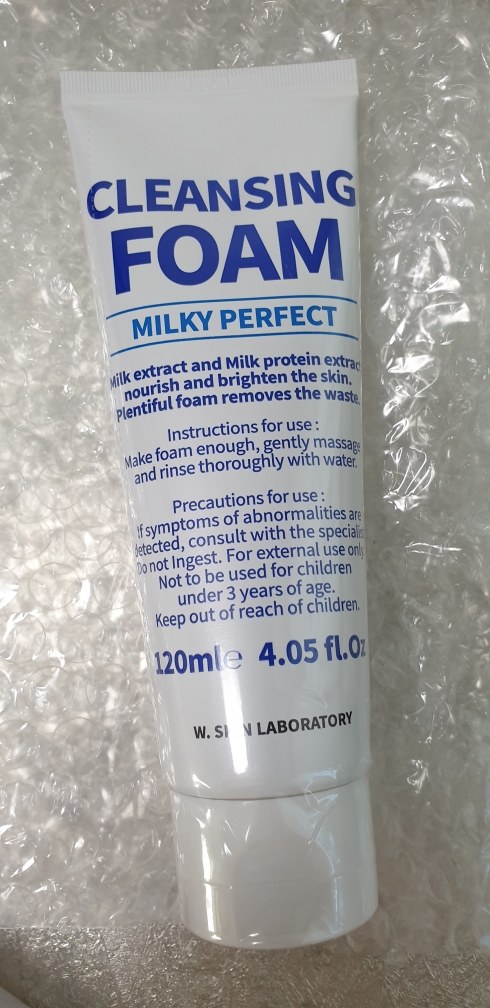 CLEANSING
FOAM
MILKY PERFECT
Milk extract and Milk protein extract
nourish and brighten the skin.
Plentiful foam removes the waste.
Instructions for use :
Make foam enough, gently massage
and rinse thoroughly with water.
Precautions for use :
If symptoms of abnormalities are
detected, consult with the specialist
Do not Ingest. For external use only
Not to be used for children
under 3 years of age.
Keep out of reach of children.
120ml℮ 4.05 fl.Oz
W. SKIN LABORATORY